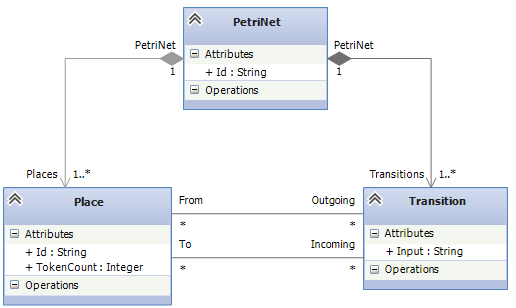 PetriNet
Attributes
+ Id : String
Operations
PetriNet
1
PetriNet
1
Places
1..*
Transitions
1..*
Place
Attributes
+ Id : String
+ TokenCount : Integer
Operations
From
Outgoing
*
*
To
Incoming
*
*
Transition
Attributes
+ Input : String
Operations